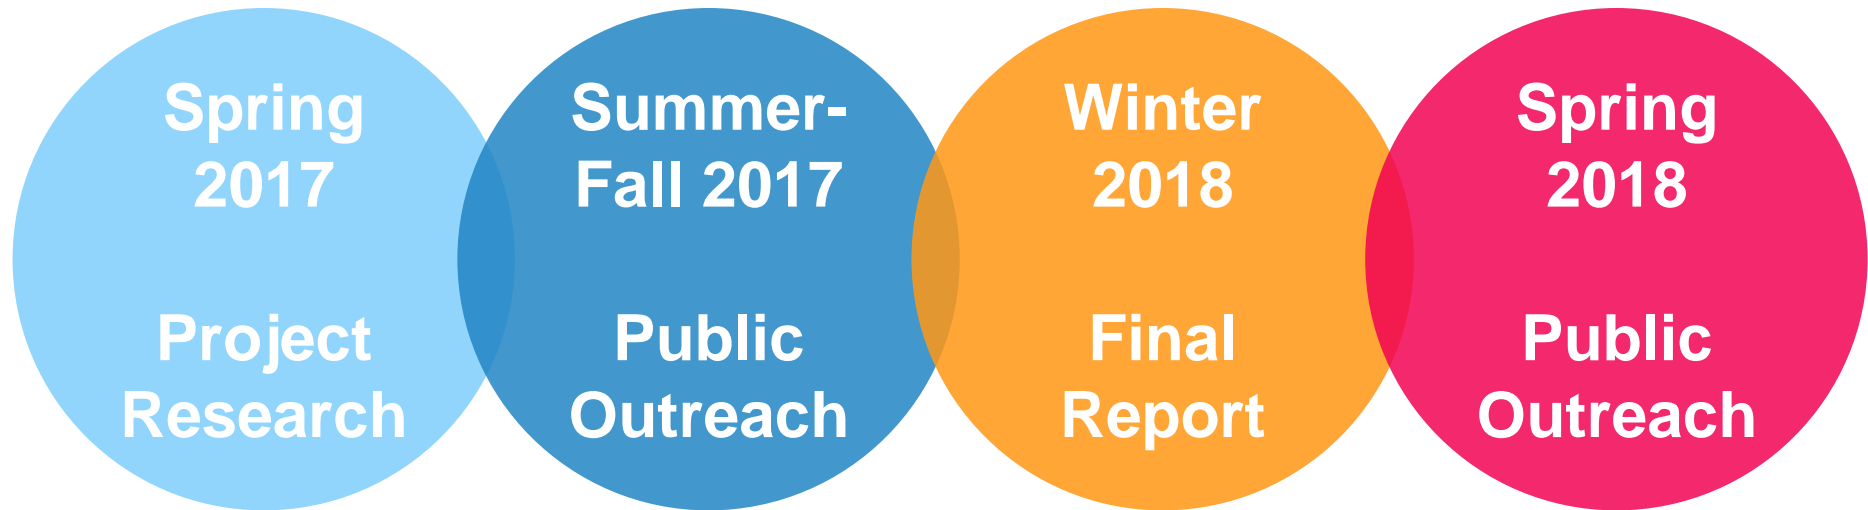 Spring
2017
Project
Research
Summer-
Fall 2017
Public
Outreach
Winter
2018
Final
Report
Spring
2018
Public
Outreach